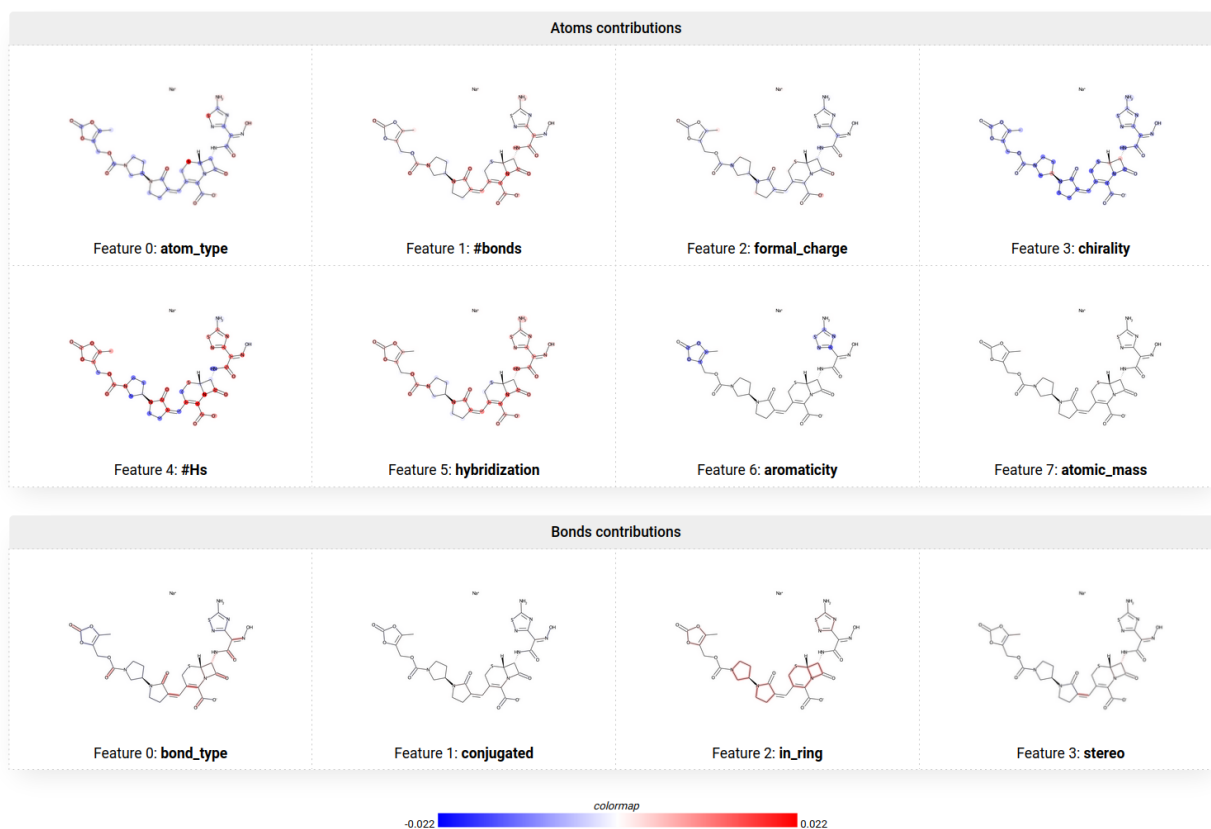 Atoms contributions
Feature 0: atom_type
Feature 1: #bonds
Feature 2: formal_charge
Feature 3: chirality
Feature 4: #Hs
Feature 5: hybridization
Feature 6: aromaticity
Feature 7: atomic_mass
Bonds contributions
Feature 0: bond_type
Feature 1: conjugated
Feature 2: in_ring
Feature 3: stereo
colormap
-0.022 0.022